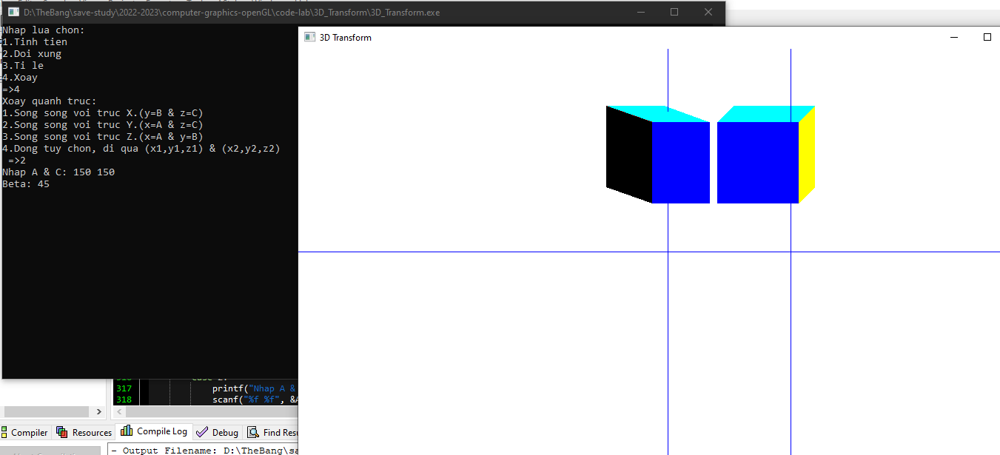 D:\TheBang\save-study\2022-2023\computer-graphics-openGL\code-lab\3D_Transform\3D_Transform.exe
Nhap lua chon:
1.Tinh tien
2.Doi xung
3.Ti le
4.Xoay
=>4
Xoay quanh truc:
1.Song song voi truc X.(y=B & z=C)
2.Song song voi truc Y.(x=A & z=C)
3.Song song voi truc Z.(x=A & y=B)
4.Dong tuy chon, di qua (x1,y1,z1) & (x2,y2,z2)
=>2
Nhap A & C: 150 150
Beta: 45
3D Transform
317 printf("Nhap A &
318 scanf("%f %f", &
Compiler Resources Compile Log Debug Find Resu
- Output Filename: D:\TheBang\sa